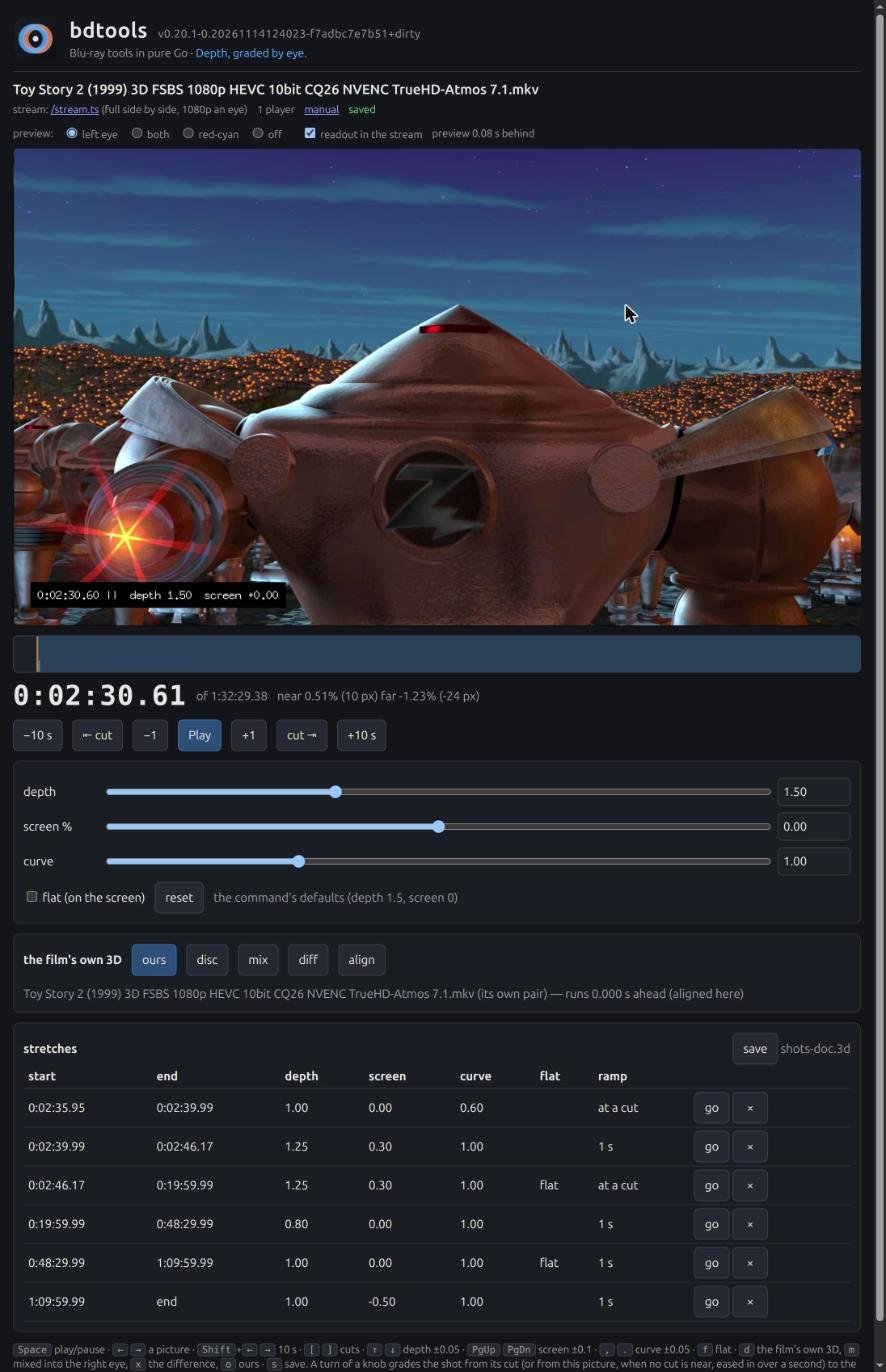 bdtools v0.20.1-0.20261114124023-f7adbc7e7b51+dirty
Blu-ray tools in pure Go · Depth, graded by eye.
Toy Story 2 (1999) 3D FSBS 1080p HEVC 10bit CQ26 NVENC TrueHD-Atmos 7.1.mkv
stream: /stream.ts (full side by side, 1080p an eye) 1 player manual saved
preview: left eye both red-cyan off readout in the stream preview 0.08 s behind
Z
0:02:30.60 || depth 1.50 screen +0.00
0:02:30.61 of 1:32:29.38 near 0.51% (10 px) far -1.23% (-24 px)
−10 s ⇤ cut −1 Play +1 cut ⇥ +10 s
depth 1.50
screen % 0.00
curve 1.00
flat (on the screen) reset the command's defaults (depth 1.5, screen 0)
the film's own 3D ours disc mix diff align
Toy Story 2 (1999) 3D FSBS 1080p HEVC 10bit CQ26 NVENC TrueHD-Atmos 7.1.mkv (its own pair) — runs 0.000 s ahead (aligned here)
stretches save shots-doc.3d
start end depth screen curve flat ramp
0:02:35.95 0:02:39.99 1.00 0.00 0.60 at a cut go ×
0:02:39.99 0:02:46.17 1.25 0.30 1.00 1 s go ×
0:02:46.17 0:19:59.99 1.25 0.30 1.00 flat at a cut go ×
0:19:59.99 0:48:29.99 0.80 0.00 1.00 1 s go ×
0:48:29.99 1:09:59.99 1.00 0.00 1.00 flat 1 s go ×
1:09:59.99 end 1.00 -0.50 1.00 1 s go ×
Space play/pause · ← → a picture · Shift+← → 10 s · [ ] cuts · ↑ ↓ depth ±0.05 · PgUp PgDn screen ±0.1 · , . curve ±0.05 · f flat · d the film's own 3D, m
mixed into the right eye, x the difference, o ours · s save. A turn of a knob grades the shot from its cut (or from this picture, when no cut is near, eased in over a second) to the